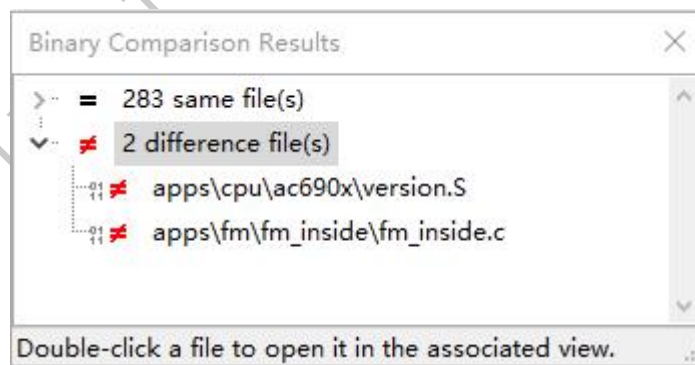 Binary Comparison Results
= 283 same file(s)
≠ 2 difference file(s)
≠ apps\cpu\ac690x\version.S
≠ apps\fm\fm_inside\fm_inside.c
Double-click a file to open it in the associated view.